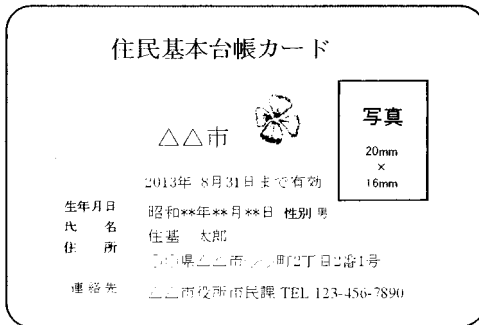 住民基本台帳カード
△△市
写真
20mm
×
16mm
2013年 8月31日まで有効
生年月日 昭和**年**月**日 性別 男
氏 名 住基 太郎
住 所
県△△市 町2丁目2番1号
連絡先 △△市役所市民課 TEL 123-456-7890